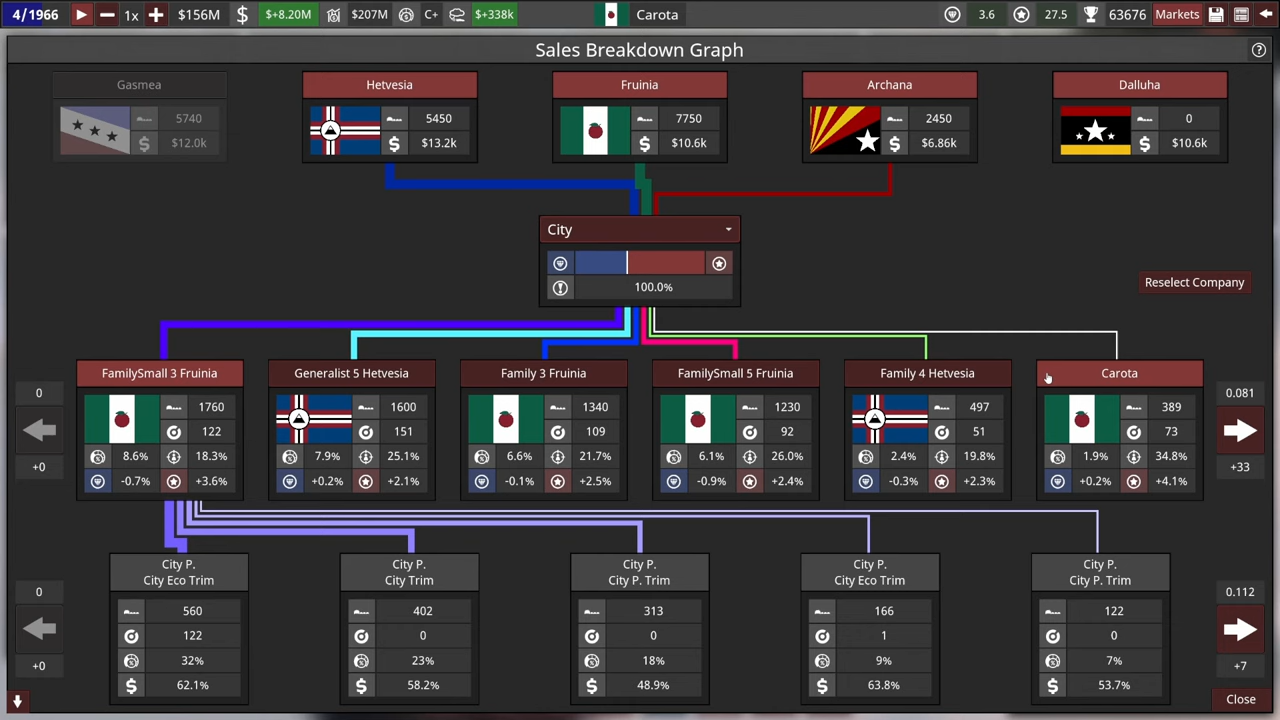 4/1966 1x $156M $+8.20M $207M C+ $+338k Carota 3.6 27.5 63676 Markets
Sales Breakdown Graph
Gasmea Hetvesia Fruinia Archana Dalluha
5740 5450 7750 2450 0
$12.0k $13.2k $10.6k $6.86k $10.6k
City
100.0%
Reselect Company
FamilySmall 3 Fruinia Generalist 5 Hetvesia Family 3 Fruinia FamilySmall 5 Fruinia Family 4 Hetvesia Carota
0 0.081
1760 1600 1340 1230 497 389
122 151 109 92 51 73
8.6% 18.3% 7.9% 25.1% 6.6% 21.7% 6.1% 26.0% 2.4% 19.8% 1.9% 34.8%
+0 +33
-0.7% +3.6% +0.2% +2.1% -0.1% +2.5% -0.9% +2.4% -0.3% +2.3% +0.2% +4.1%
City P. City P. City P. City P. City P.
City Eco Trim City Trim City P. Trim City Eco Trim City P. Trim
0 0.112
560 402 313 166 122
122 0 0 1 0
32% 23% 18% 9% 7%
+0 +7
62.1% 58.2% 48.9% 63.8% 53.7%
Close